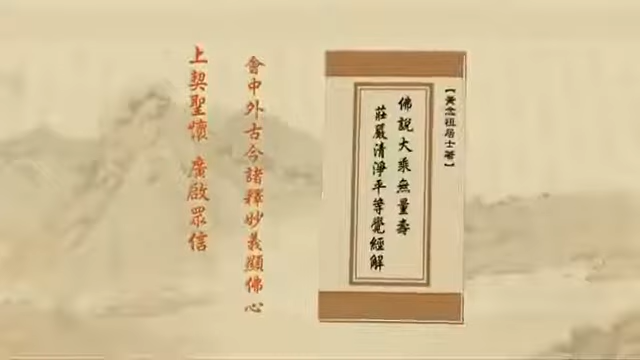 【黃念祖居士著】
佛說大乘無量壽
莊嚴清淨平等覺經解
會中外古今諸釋妙義顯佛心
上契聖懷 廣啟眾信